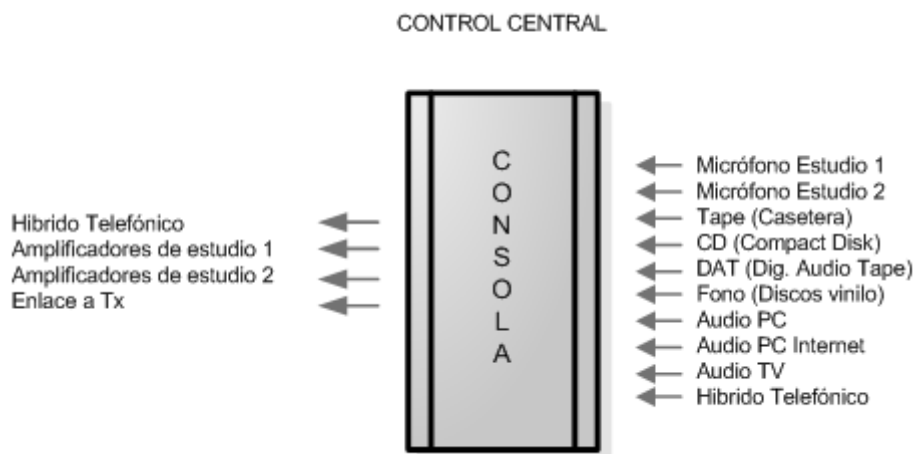 CONTROL CENTRAL
Hibrido Telefónico
Amplificadores de estudio 1
Amplificadores de estudio 2
Enlace a Tx
CONSOLA
Micrófono Estudio 1
Micrófono Estudio 2
Tape (Casetera)
CD (Compact Disk)
DAT (Dig. Audio Tape)
Fono (Discos vinilo)
Audio PC
Audio PC Internet
Audio TV
Hibrido Telefónico